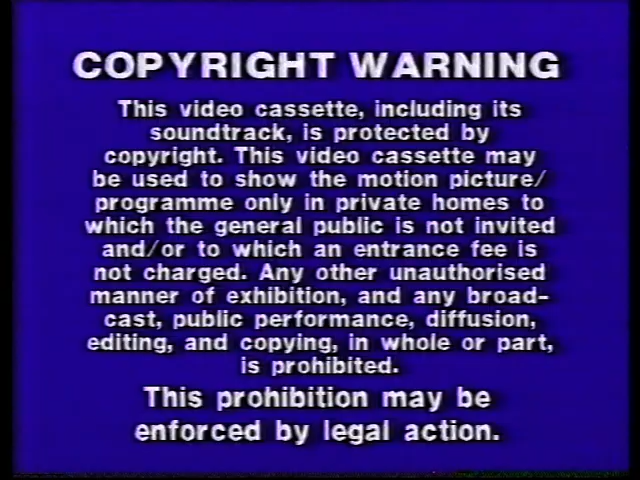 COPYRIGHT WARNING
This video cassette, including its
soundtrack, is protected by
copyright. This video cassette may
be used to show the motion picture/
programme only in private homes to
which the general public is not invited
and/or to which an entrance fee is
not charged. Any other unauthorised
manner of exhibition, and any broad-
cast, public performance, diffusion,
editing, and copying, in whole or part,
is prohibited.
This prohibition may be
enforced by legal action.